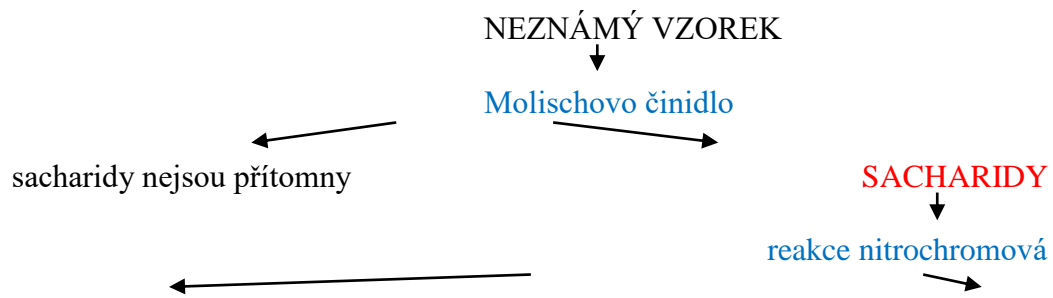 NEZNÁMÝ VZOREK
Molischovo činidlo
sacharidy nejsou přítomny SACHARIDY
reakce nitrochromová